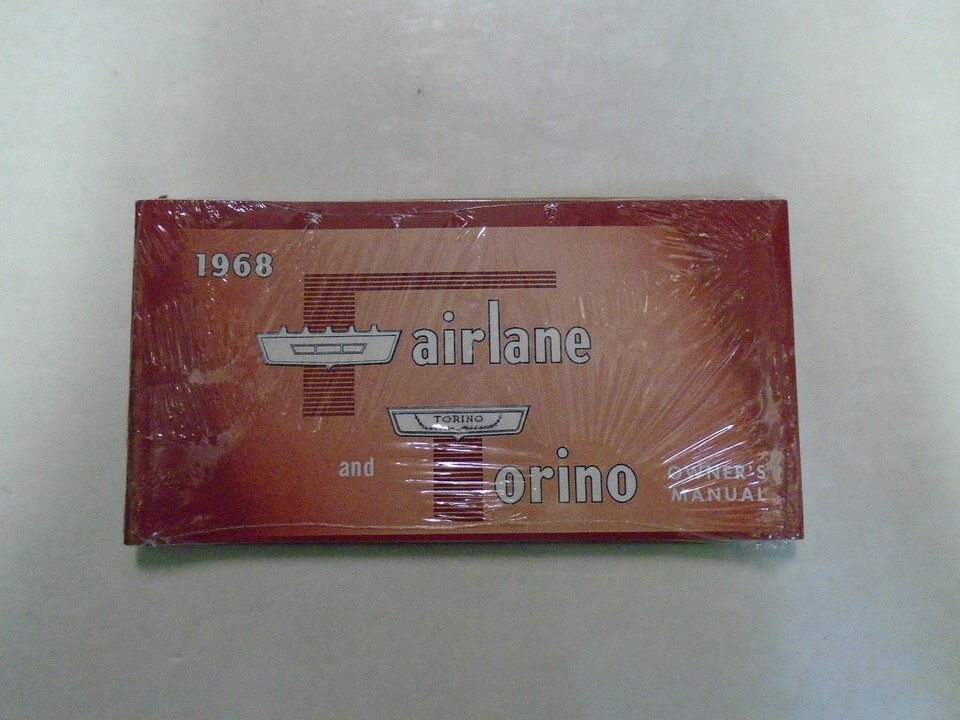 1968
Fairlane
TORINO
and Torino
OWNER'S
MANUAL